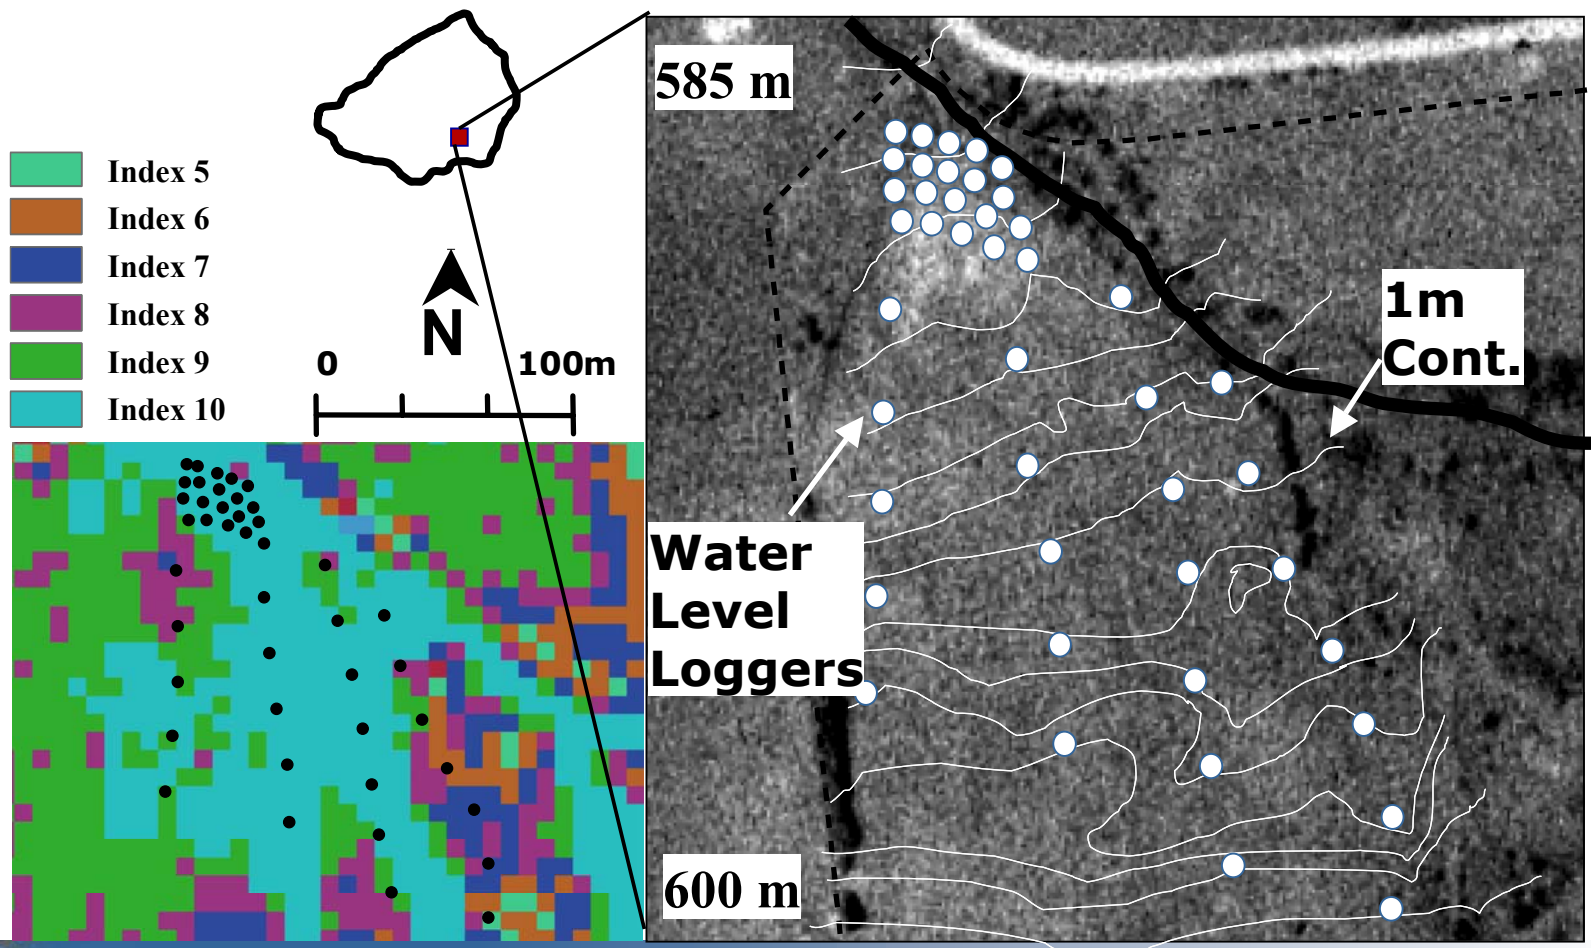 585 m
Index 5
Index 6
Index 7
Index 8
Index 9
Index 10
N
0 100m
1m
Cont.
Water
Level
Loggers
600 m